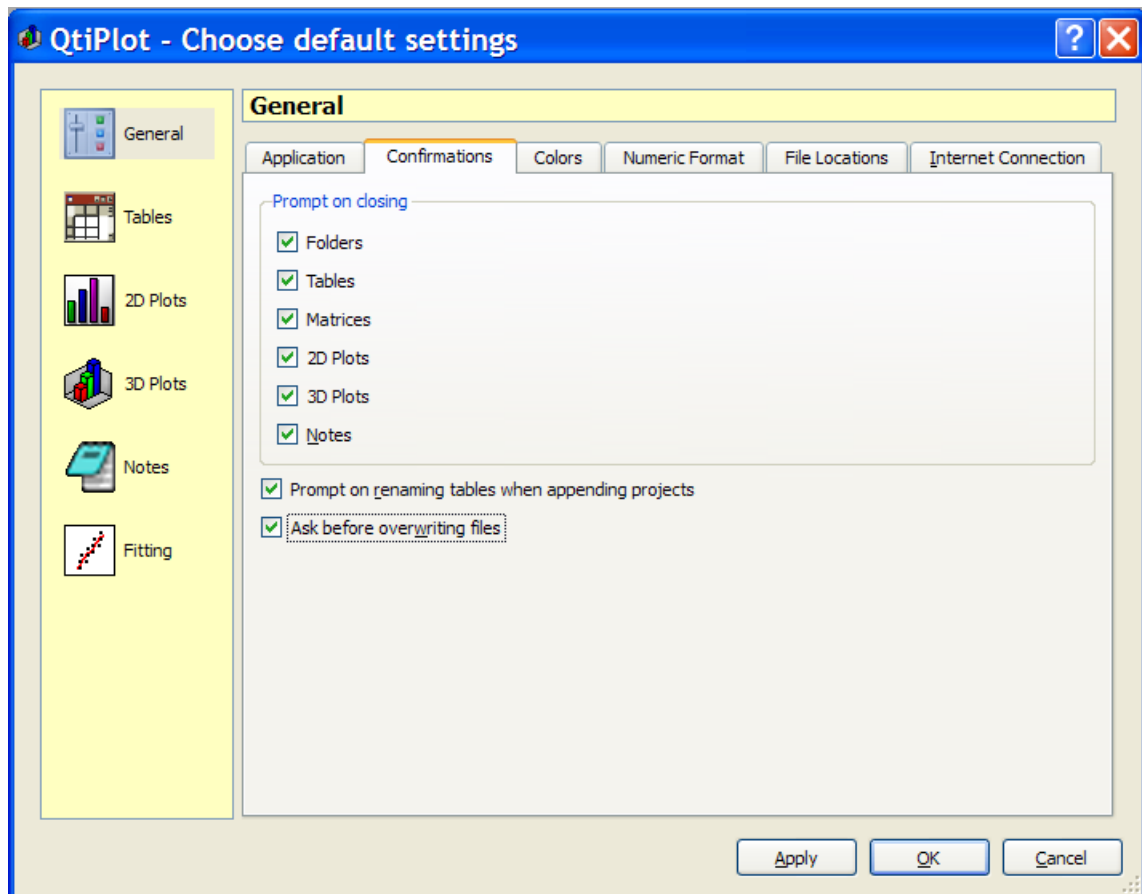 QtiPlot - Choose default settings
General
Tables
2D Plots
3D Plots
Notes
Fitting
General
Application Confirmations Colors Numeric Format File Locations Internet Connection
Prompt on closing
Folders
Tables
Matrices
2D Plots
3D Plots
Notes
Prompt on renaming tables when appending projects
Ask before overwriting files
Apply OK Cancel